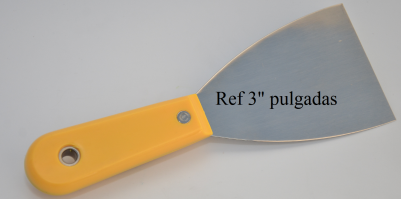 Ref 3" pulgadas